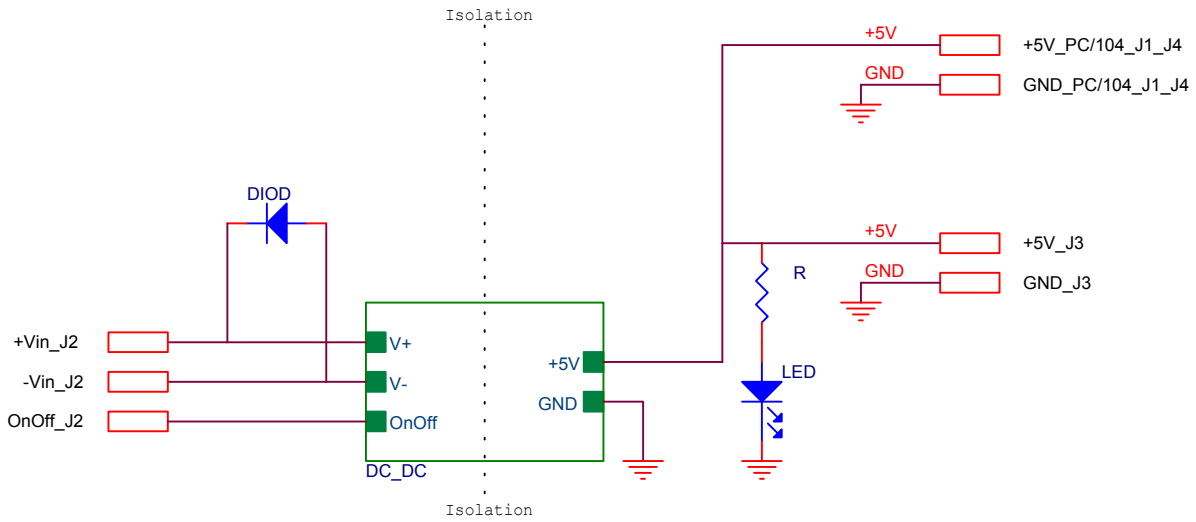 Isolation
+5V
+5V_PC/104_J1_J4
GND
GND_PC/104_J1_J4
DIOD
+5V
+5V_J3
R
GND
GND_J3
+Vin_J2
V+
+5V
LED
-Vin_J2
V-
GND
OnOff_J2
OnOff
DC_DC
Isolation